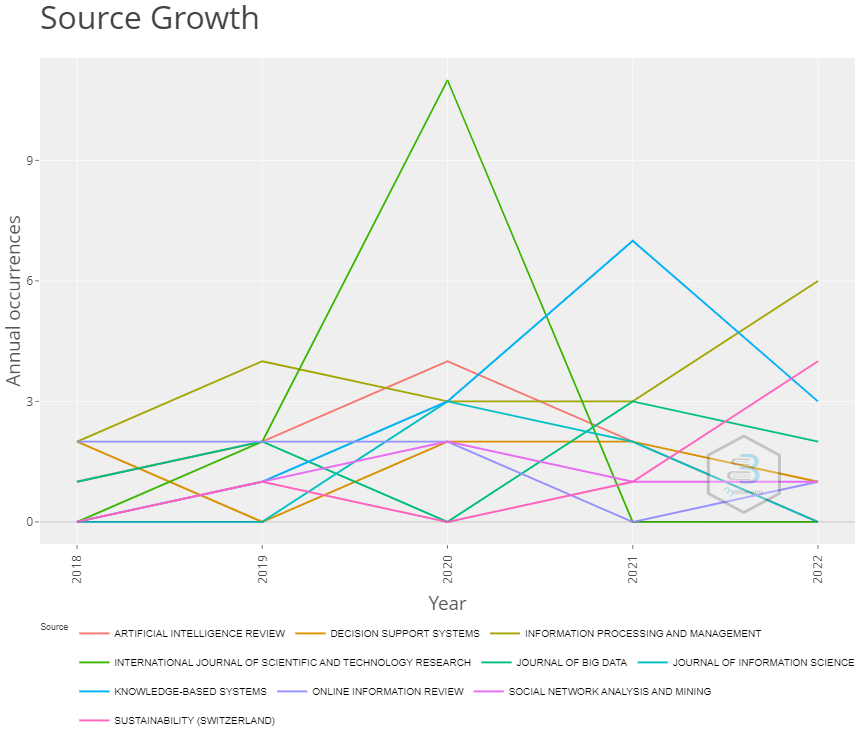 Source Growth
9
6
3
0
Annual occurrences
2018 2019 2020 2021 2022
Year
Source
ARTIFICIAL INTELLIGENCE REVIEW DECISION SUPPORT SYSTEMS INFORMATION PROCESSING AND MANAGEMENT
INTERNATIONAL JOURNAL OF SCIENTIFIC AND TECHNOLOGY RESEARCH JOURNAL OF BIG DATA JOURNAL OF INFORMATION SCIENCE
KNOWLEDGE-BASED SYSTEMS ONLINE INFORMATION REVIEW SOCIAL NETWORK ANALYSIS AND MINING
SUSTAINABILITY (SWITZERLAND)